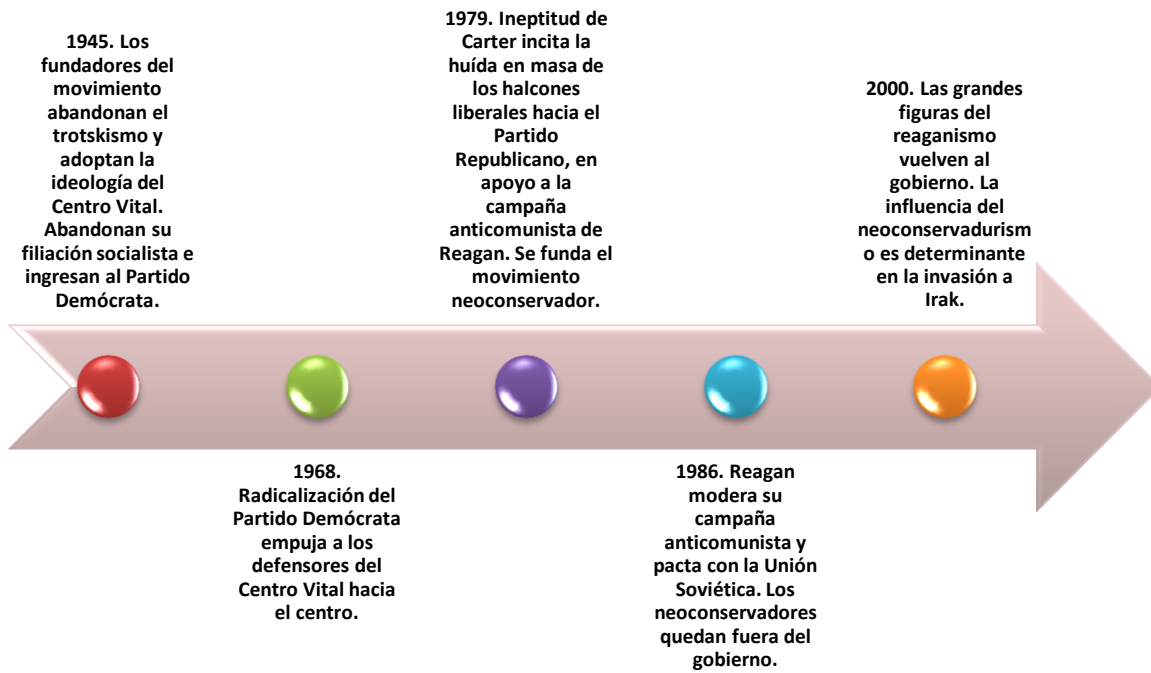 1945. Los
fundadores del
movimiento
abandonan el
trotskismo y
adoptan la
ideología del
Centro Vital.
Abandonan su
filiación socialista e
ingresan al Partido
Demócrata.
1968.
Radicalización del
Partido Demócrata
empuja a los
defensores del
Centro Vital hacia
el centro.
1979. Ineptitud de
Carter incita la
huída en masa de
los halcones
liberales hacia el
Partido
Republicano, en
apoyo a la
campaña
anticomunista de
Reagan. Se funda el
movimiento
neoconservador.
1986. Reagan
modera su
campaña
anticomunista y
pacta con la Unión
Soviética. Los
neoconservadores
quedan fuera del
gobierno.
2000. Las grandes
figuras del
reaganismo
vuelven al
gobierno. La
influencia del
neoconservadurism
o es determinante
en la invasión a
Irak.